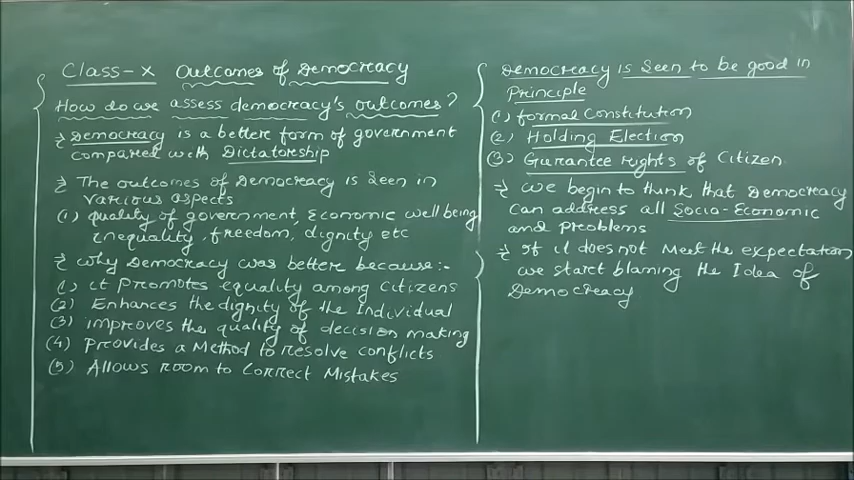 Class-X Outcomes of Democracy
How do we assess democracy's outcomes?
Democracy is a better form of government
compared with Dictatorship
The outcomes of Democracy is Seen in
various aspects
(1) quality of government, Economic well being
inequality, freedom, dignity etc
why Democracy was better because:-
(1) it promotes equality among citizens
(2) Enhances the dignity of the Individual
(3) improves the quality of decision making
(4) Provides a Method to resolve conflicts
(5) Allows room to Correct Mistakes
Democracy is Seen to be good in
Principle
(1) formal Constitution
(2) Holding Election
(3) Gurantee rights of Citizen.
we begin to think that Democracy
can address all Socio-Economic
and problems
If it does not Meet the expectation
we start blaming the Idea of
Democracy